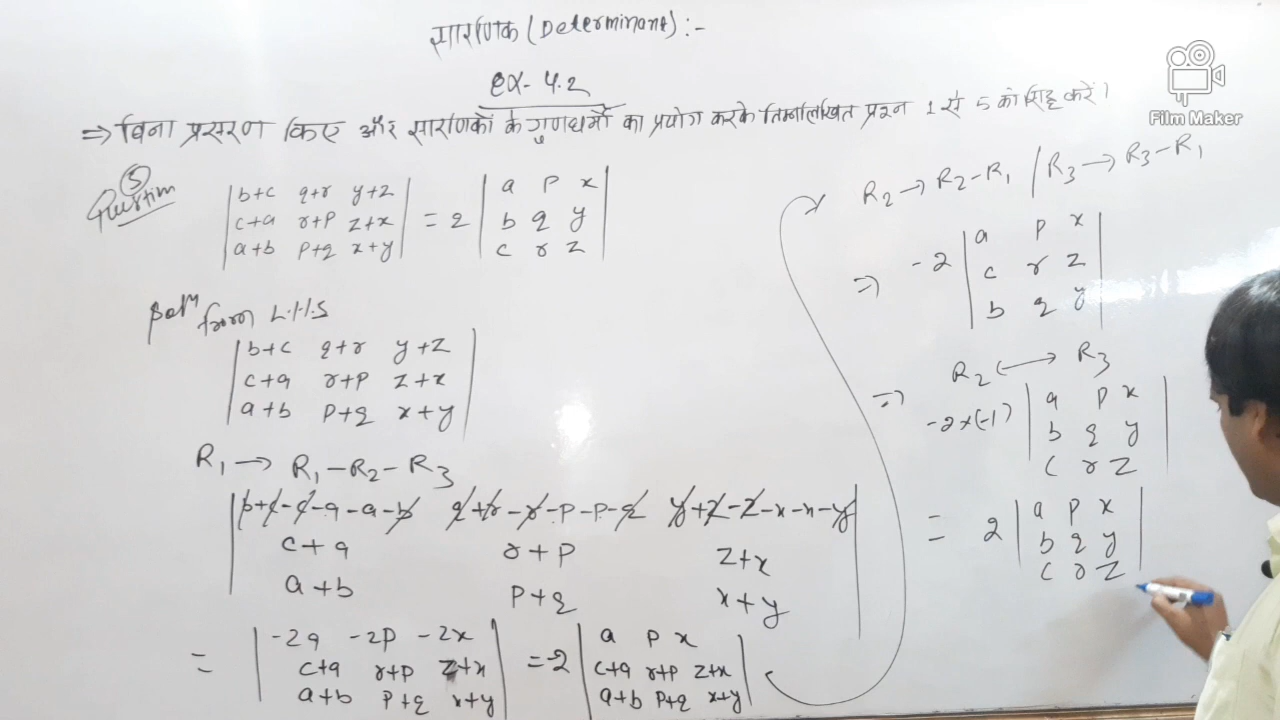 सारणिक (Determinant) :-
Ex- 4.2
⇒ बिना प्रसरण किए और सारणिकों के गुणधर्मो का प्रयोग करके निम्नलिखित प्रश्न 1 से 5 को सिद्ध करें।
Film Maker
Question (5)
| b+c q+r y+z |
| c+a r+p z+x | = 2
| a+b p+q x+y |
| a p x |
| b q y |
| c r z |
Solⁿ from L.H.S
| b+c q+r y+z |
| c+a r+p z+x |
| a+b p+q x+y |
R₁ → R₁-R₂-R₃
| b+c-c-a-a-b q+r-r-p-p-q y+z-z-x-x-y |
| c+a r+p z+x |
| a+b p+q x+y |
= | -2a -2p -2x |
| c+a r+p z+x |
| a+b p+q x+y |
= -2 | a p x |
| c+a r+p z+x |
| a+b p+q x+y |
R₂ → R₂-R₁ / R₃ → R₃-R₁
⇒ -2 | a p x |
| c r z |
| b q y |
R₂ ↔ R₃
⇒ -2×(-1) | a p x |
| b q y |
| c r z |
= 2 | a p x |
| b q y |
| c r z |